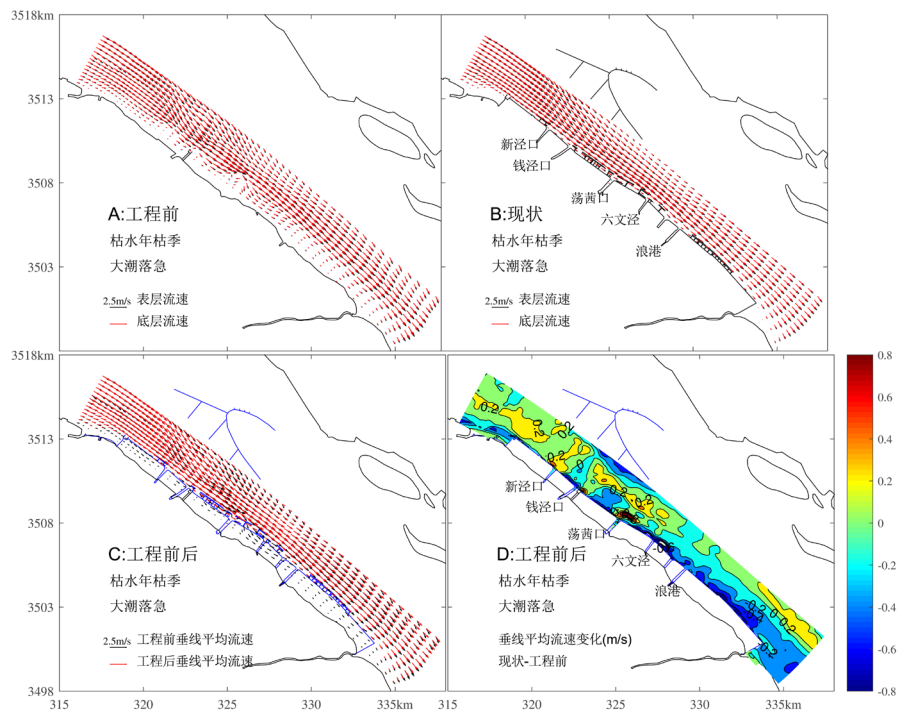 3518km
3513
3508
3503
A:工程前
枯水年枯季
大潮落急
2.5m/s 表层流速
底层流速
新泾口
钱泾口
荡茜口
六文泾
浪港
B:现状
枯水年枯季
大潮落急
2.5m/s 表层流速
底层流速
3518km
3513
3508
3503
3498
C:工程前后
枯水年枯季
大潮落急
2.5m/s 工程前垂线平均流速
工程后垂线平均流速
315
320
325
330
335km
新泾口
钱泾口
荡茜口
六文泾
浪港
D:工程前后
枯水年枯季
大潮落急
垂线平均流速变化(m/s)
现状-工程前
320
325
330
335km
0.8
0.6
0.4
0.2
0
-0.2
-0.4
-0.6
-0.8